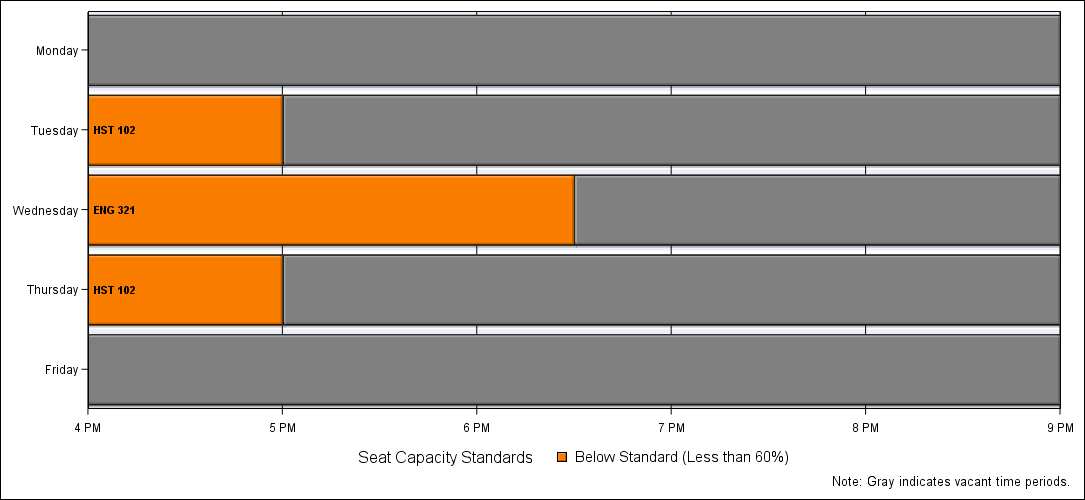 Monday
Tuesday
HST 102
Wednesday
ENG 321
Thursday
HST 102
Friday
4 PM 5 PM 6 PM 7 PM 8 PM 9 PM
Seat Capacity Standards Below Standard (Less than 60%)
Note: Gray indicates vacant time periods.